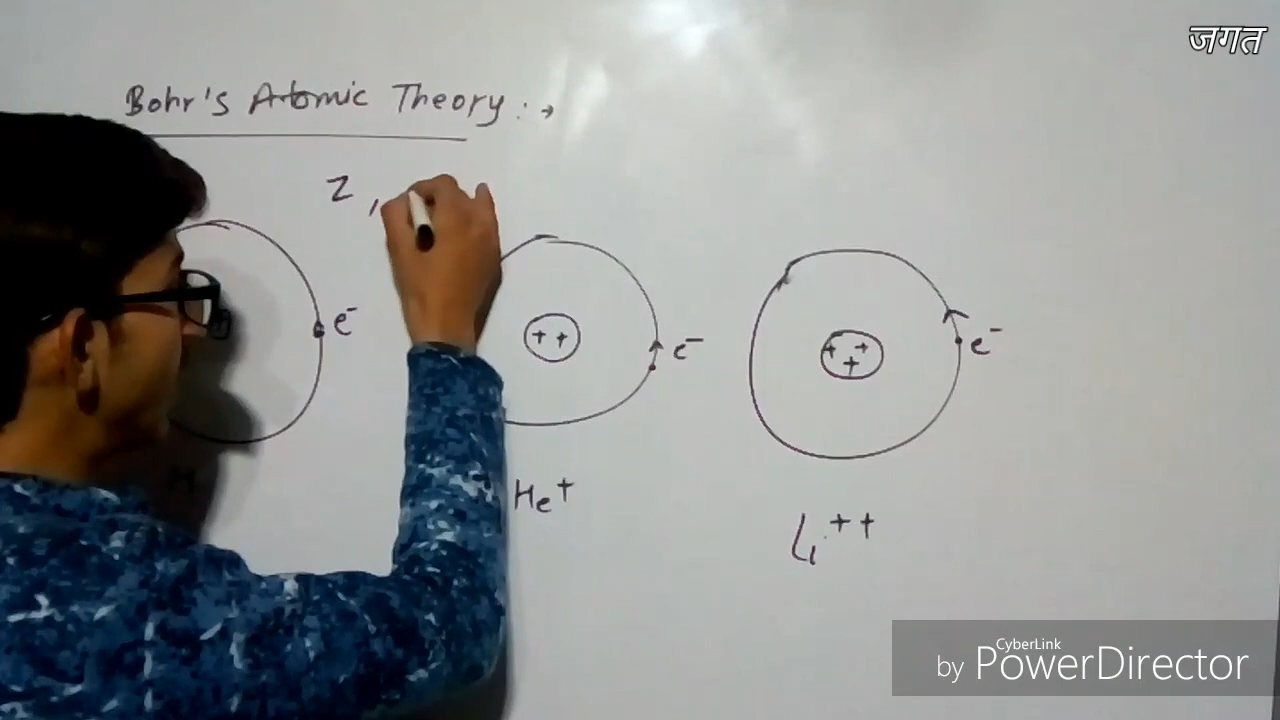 जगत
Bohr's Atomic Theory : →
Z ,
e⁻
+ +
e⁻
+ + +
e⁻
H
He⁺
Li⁺⁺
CyberLink
by PowerDirector